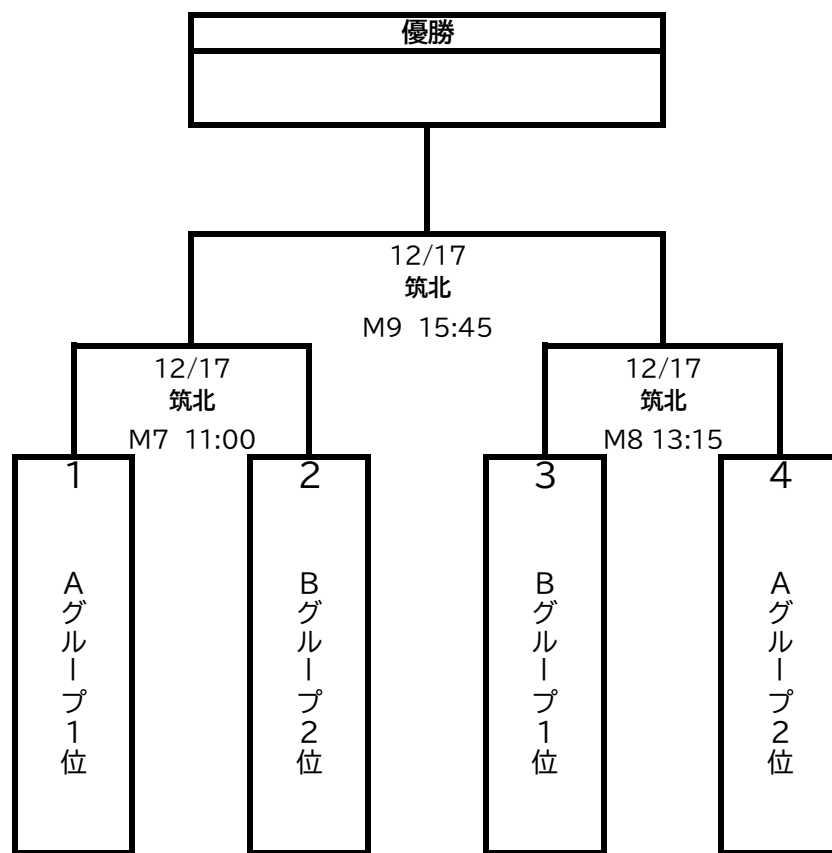 優勝
12/17
筑北
M9 15:45
12/17
筑北
M7 11:00
12/17
筑北
M8 13:15
1
2
3
4
Aグループ1位
Bグループ2位
Bグループ1位
Aグループ2位